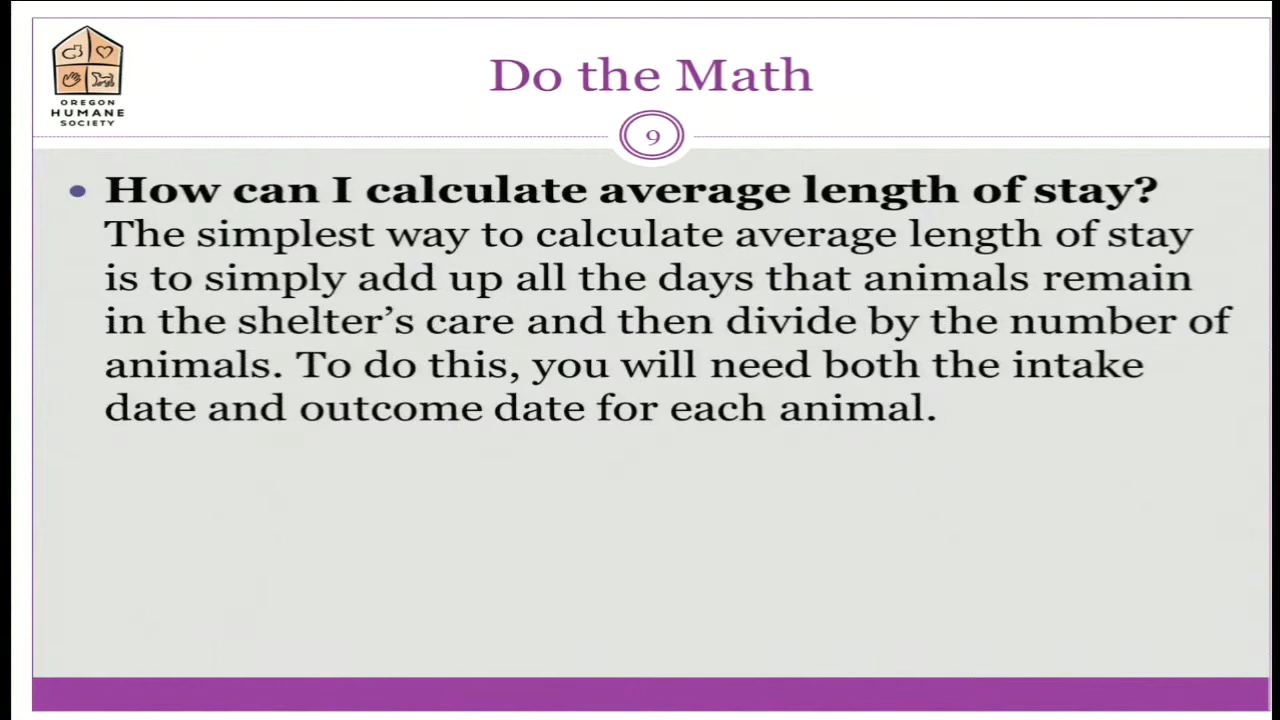 OREGON
HUMANE
SOCIETY
Do the Math
9
• How can I calculate average length of stay?
The simplest way to calculate average length of stay
is to simply add up all the days that animals remain
in the shelter’s care and then divide by the number of
animals. To do this, you will need both the intake
date and outcome date for each animal.